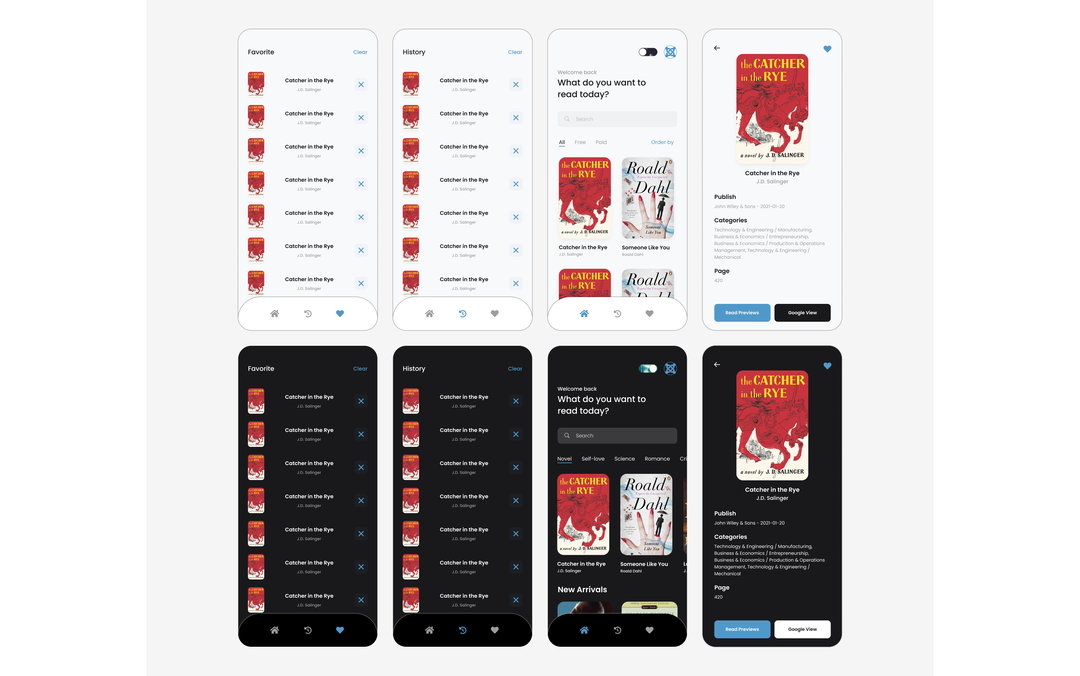 Favorite
Clear
Catcher in the Rye
J.D. Salinger
Catcher in the Rye
J.D. Salinger
Catcher in the Rye
J.D. Salinger
Catcher in the Rye
J.D. Salinger
Catcher in the Rye
J.D. Salinger
Catcher in the Rye
J.D. Salinger
Catcher in the Rye
J.D. Salinger
History
Clear
Catcher in the Rye
J.D. Salinger
Catcher in the Rye
J.D. Salinger
Catcher in the Rye
J.D. Salinger
Catcher in the Rye
J.D. Salinger
Catcher in the Rye
J.D. Salinger
Catcher in the Rye
J.D. Salinger
Catcher in the Rye
J.D. Salinger
Welcome back
What do you want to
read today?
Search
All Free Paid Order by
the CATCHER
in the RYE
a novel by J. D. SALINGER
Roald
Dahl
Someone
Like You
Catcher in the Rye
J.D. Salinger
Someone Like You
Roald Dahl
the CATCHER
in the RYE
Roald
Dahl
the CATCHER
in the RYE
a novel by J. D. SALINGER
Catcher in the Rye
J.D. Salinger
Publish
John Wiley & Sons - 2021-01-20
Categories
Technology & Engineering / Manufacturing,
Business & Economics / Entrepreneurship,
Business & Economics / Production & Operations
Management, Technology & Engineering /
Mechanical
Page
420
Read Previews
Google View
Favorite
Clear
Catcher in the Rye
J.D. Salinger
Catcher in the Rye
J.D. Salinger
Catcher in the Rye
J.D. Salinger
Catcher in the Rye
J.D. Salinger
Catcher in the Rye
J.D. Salinger
Catcher in the Rye
J.D. Salinger
Catcher in the Rye
J.D. Salinger
History
Clear
Catcher in the Rye
J.D. Salinger
Catcher in the Rye
J.D. Salinger
Catcher in the Rye
J.D. Salinger
Catcher in the Rye
J.D. Salinger
Catcher in the Rye
J.D. Salinger
Catcher in the Rye
J.D. Salinger
Catcher in the Rye
J.D. Salinger
Welcome back
What do you want to
read today?
Search
Novel Self-love Science Romance Cri
the CATCHER
in the RYE
a novel by J. D. SALINGER
Roald
Dahl
Someone
Like You
Catcher in the Rye
J.D. Salinger
Someone Like You
Roald Dahl
New Arrivals
the CATCHER
in the RYE
a novel by J. D. SALINGER
Catcher in the Rye
J.D. Salinger
Publish
John Wiley & Sons - 2021-01-20
Categories
Technology & Engineering / Manufacturing,
Business & Economics / Entrepreneurship,
Business & Economics / Production & Operations
Management, Technology & Engineering /
Mechanical
Page
420
Read Previews
Google View